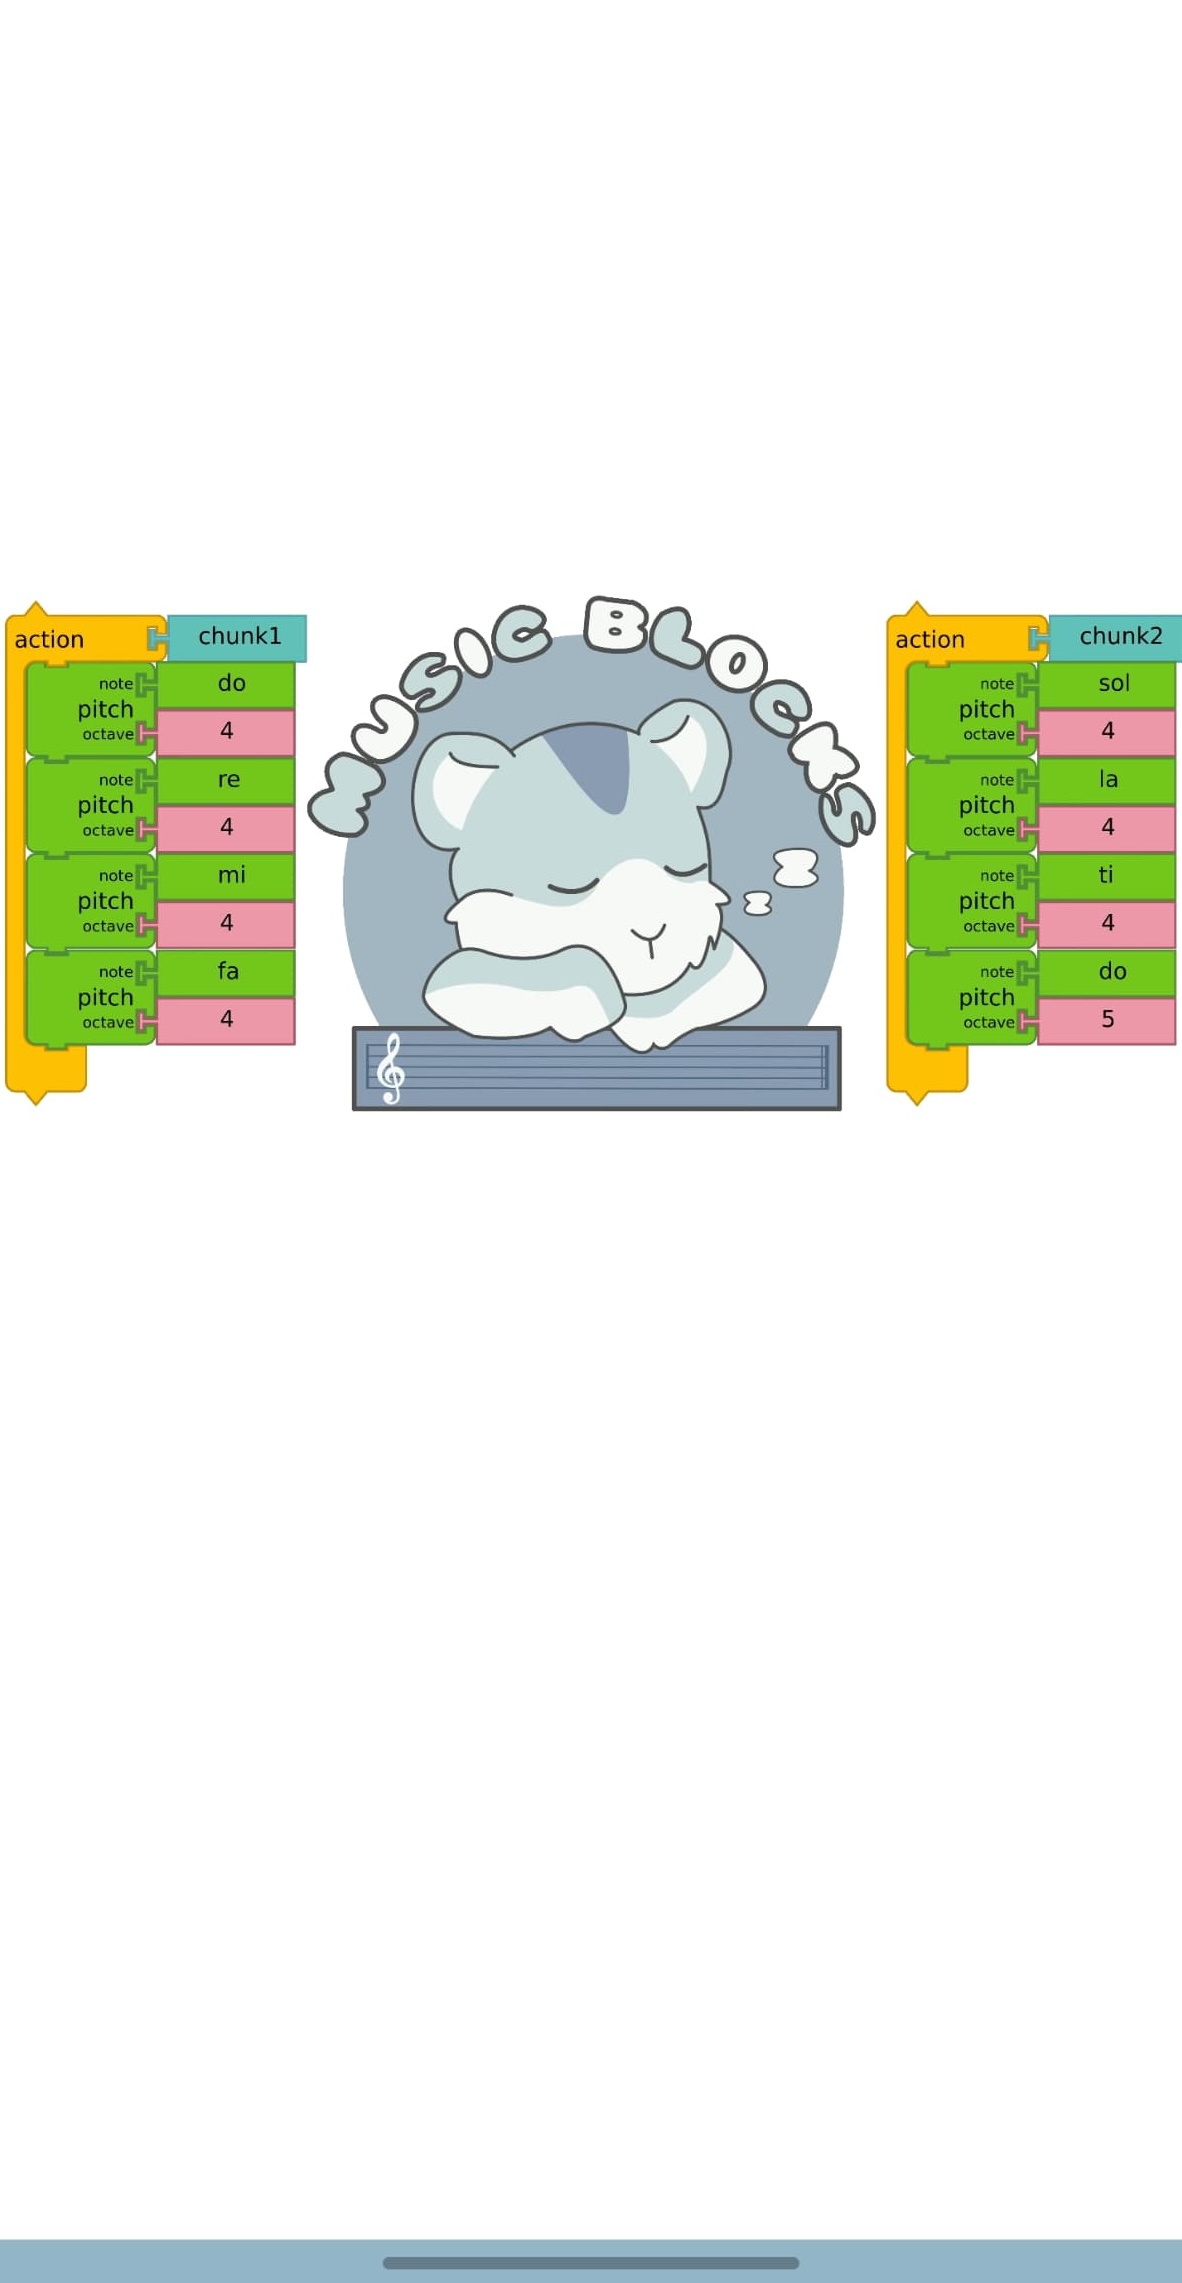 MUSIC BLOCKS
action chunk1
note do
pitch
octave 4
note re
pitch
octave 4
note mi
pitch
octave 4
note fa
pitch
octave 4
action chunk2
note sol
pitch
octave 4
note la
pitch
octave 4
note ti
pitch
octave 4
note do
pitch
octave 5